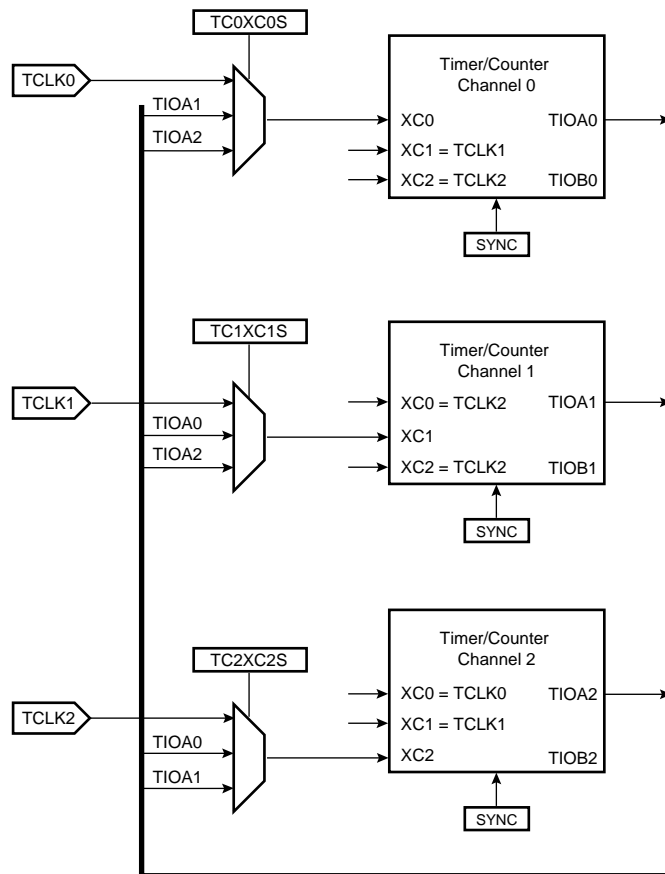 TC0XC0S
TCLK0
TIOA1
TIOA2
Timer/Counter
Channel 0
XC0
TIOA0
XC1 = TCLK1
XC2 = TCLK2
TIOB0
SYNC
TC1XC1S
TCLK1
TIOA0
TIOA2
Timer/Counter
Channel 1
XC0 = TCLK2
TIOA1
XC1
XC2 = TCLK2
TIOB1
SYNC
TC2XC2S
TCLK2
TIOA0
TIOA1
Timer/Counter
Channel 2
XC0 = TCLK0
TIOA2
XC1 = TCLK1
XC2
TIOB2
SYNC